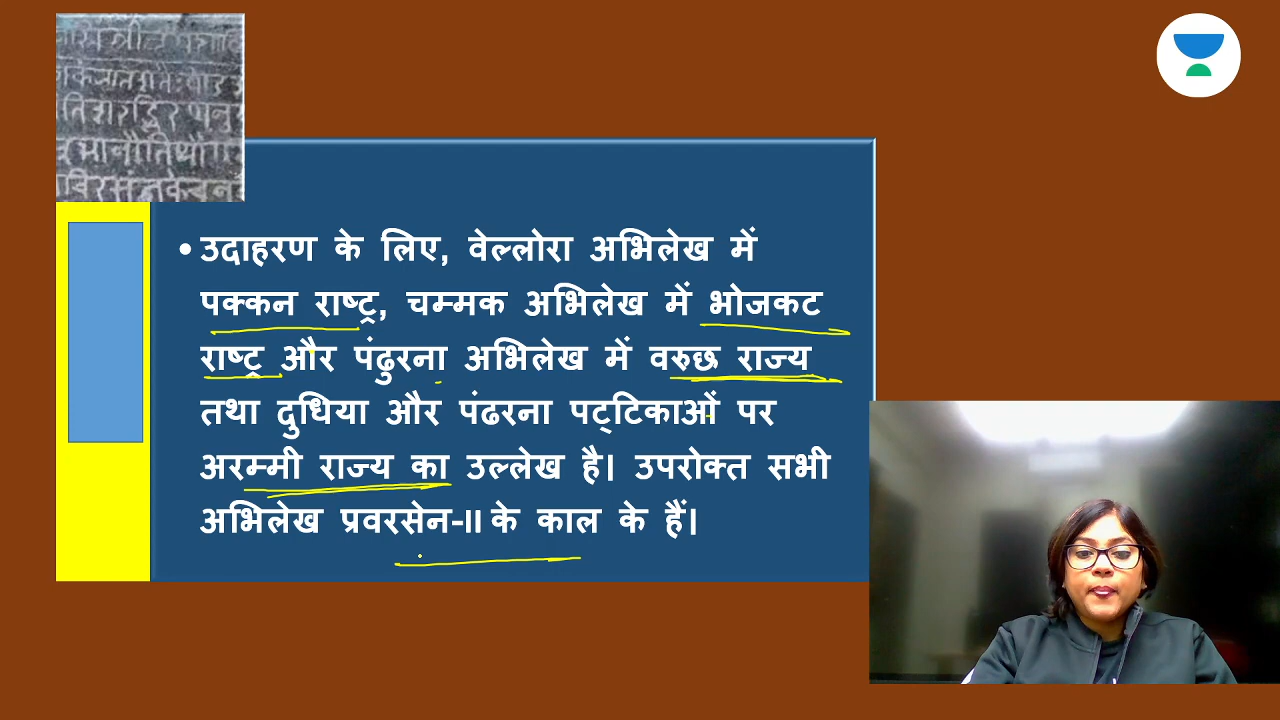 • उदाहरण के लिए, वेल्लोरा अभिलेख में
पक्कन राष्ट्र, चम्मक अभिलेख में भोजकट
राष्ट्र और पंढुरना अभिलेख में वरुछ राज्य
तथा दुधिया और पंढरना पट्टिकाओं पर
अरम्मी राज्य का उल्लेख है। उपरोक्त सभी
अभिलेख प्रवरसेन-II के काल के हैं।